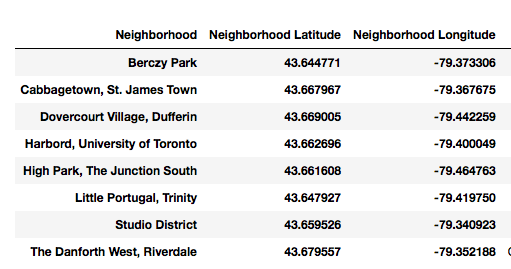 Neighborhood Neighborhood Latitude Neighborhood Longitude
Berczy Park 43.644771 -79.373306
Cabbagetown, St. James Town 43.667967 -79.367675
Dovercourt Village, Dufferin 43.669005 -79.442259
Harbord, University of Toronto 43.662696 -79.400049
High Park, The Junction South 43.661608 -79.464763
Little Portugal, Trinity 43.647927 -79.419750
Studio District 43.659526 -79.340923
The Danforth West, Riverdale 43.679557 -79.352188